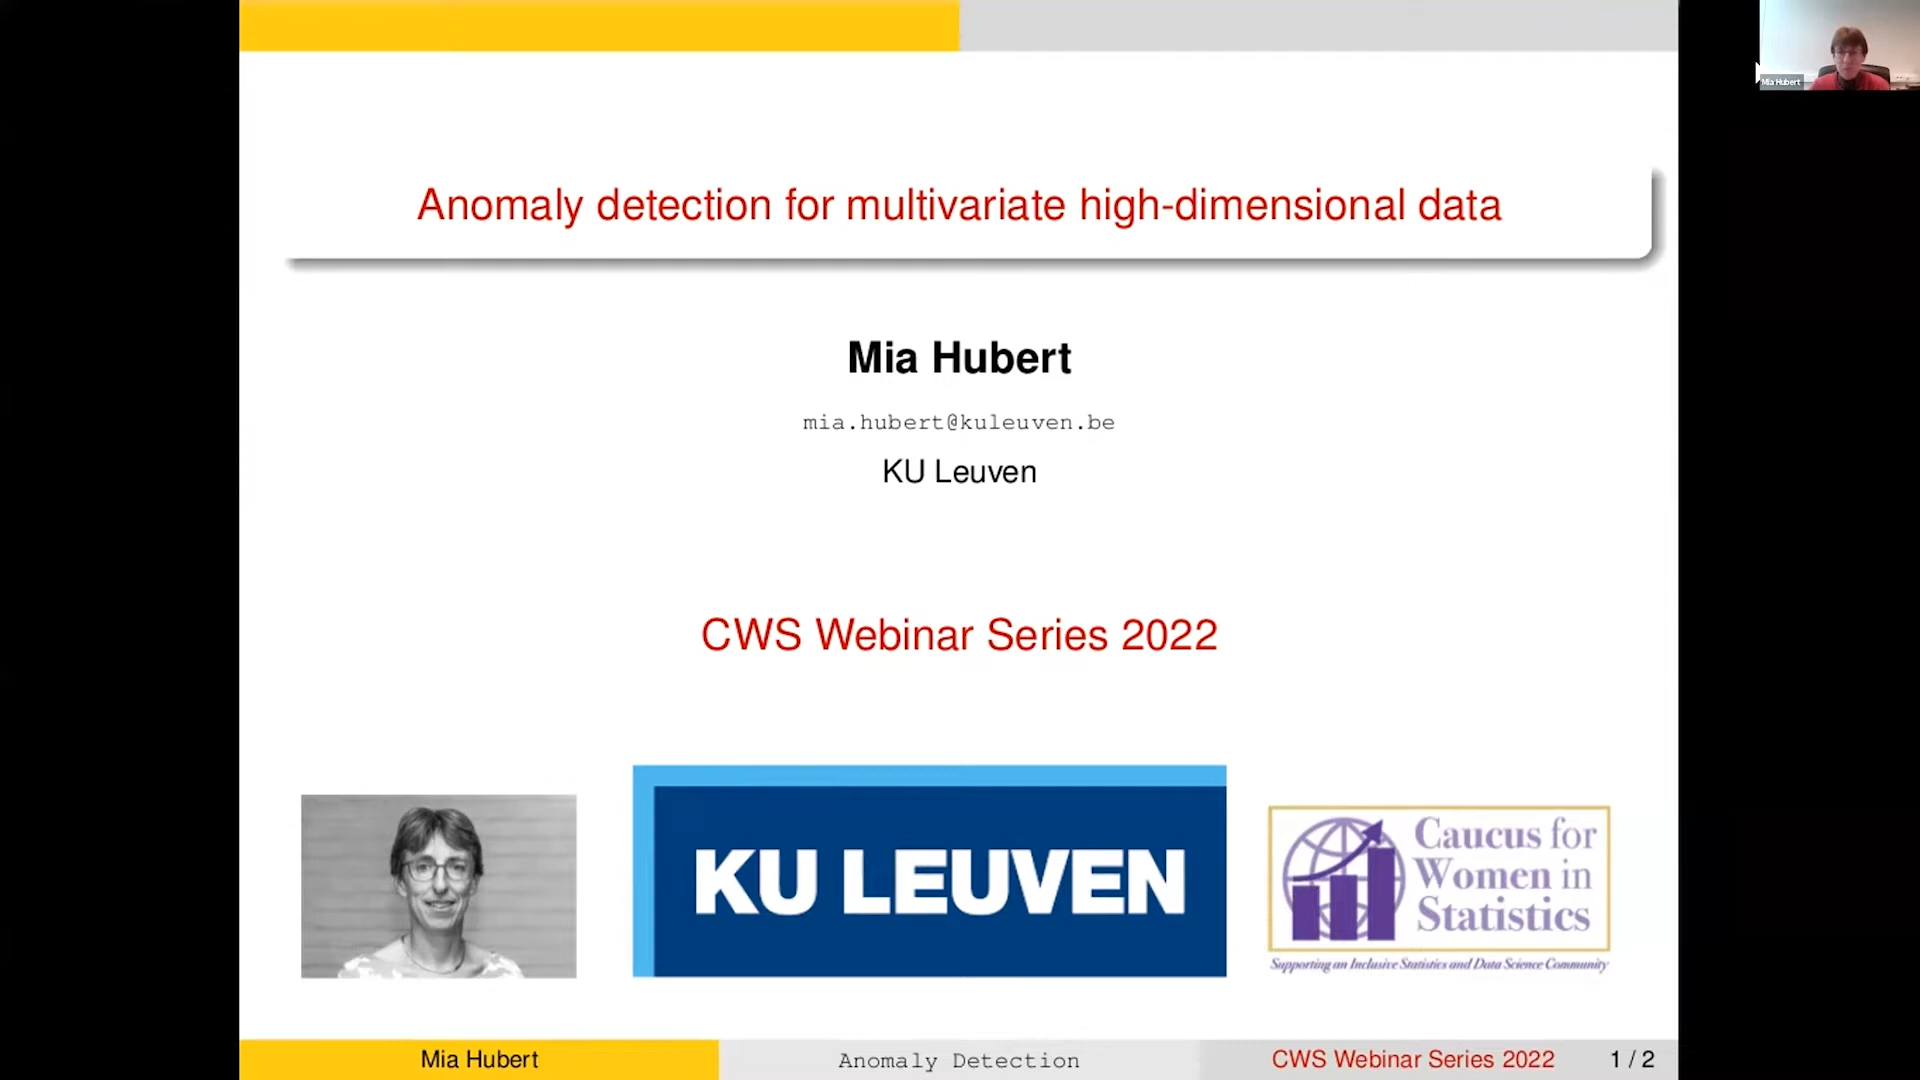 Mia Hubert
Anomaly detection for multivariate high-dimensional data
Mia Hubert
mia.hubert@kuleuven.be
KU Leuven
CWS Webinar Series 2022
KU LEUVEN
Caucus for
Women in
Statistics
Supporting an Inclusive Statistics and Data Science Community
Mia Hubert
Anomaly Detection
CWS Webinar Series 2022
1 / 2